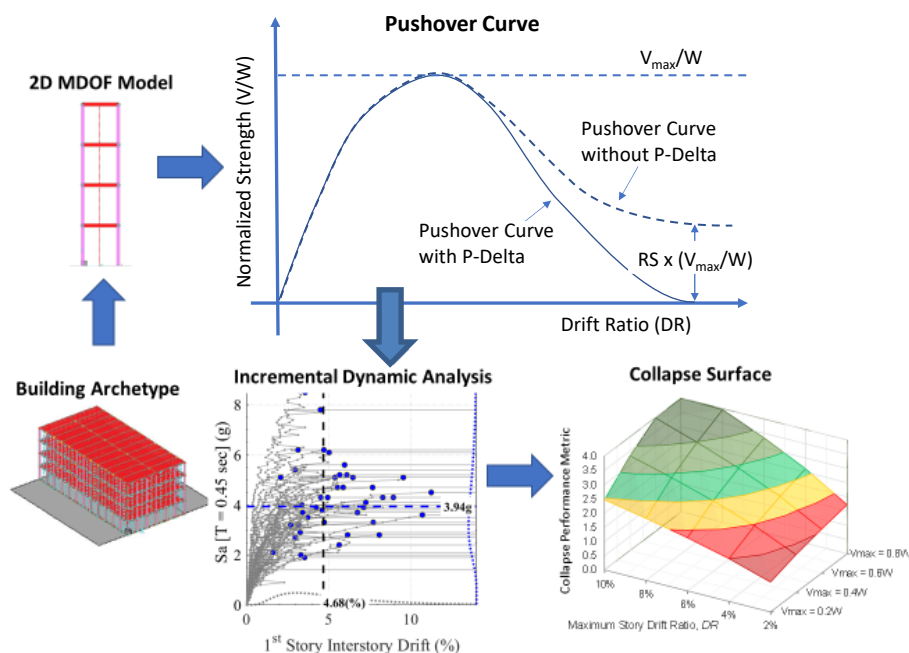 Pushover Curve
2D MDOF Model
Normalized Strength (V/W)
V_max/W
Pushover Curve
without P-Delta
Pushover Curve
with P-Delta
RS x (V_max/W)
Drift Ratio (DR)
Building Archetype
Incremental Dynamic Analysis
Sa [T = 0.45 sec] (g)
8
6
4
2
0
3.94g
4.68(%)
0
5
10
1st Story Interstory Drift (%)
Collapse Surface
Collapse Performance Metric
4.0
3.5
3.0
2.5
2.0
1.5
1.0
0.5
0.0
10%
8%
6%
4%
2%
Maximum Story Drift Ratio, DR
Vmax = 0.8W
Vmax = 0.6W
Vmax = 0.4W
Vmax = 0.2W